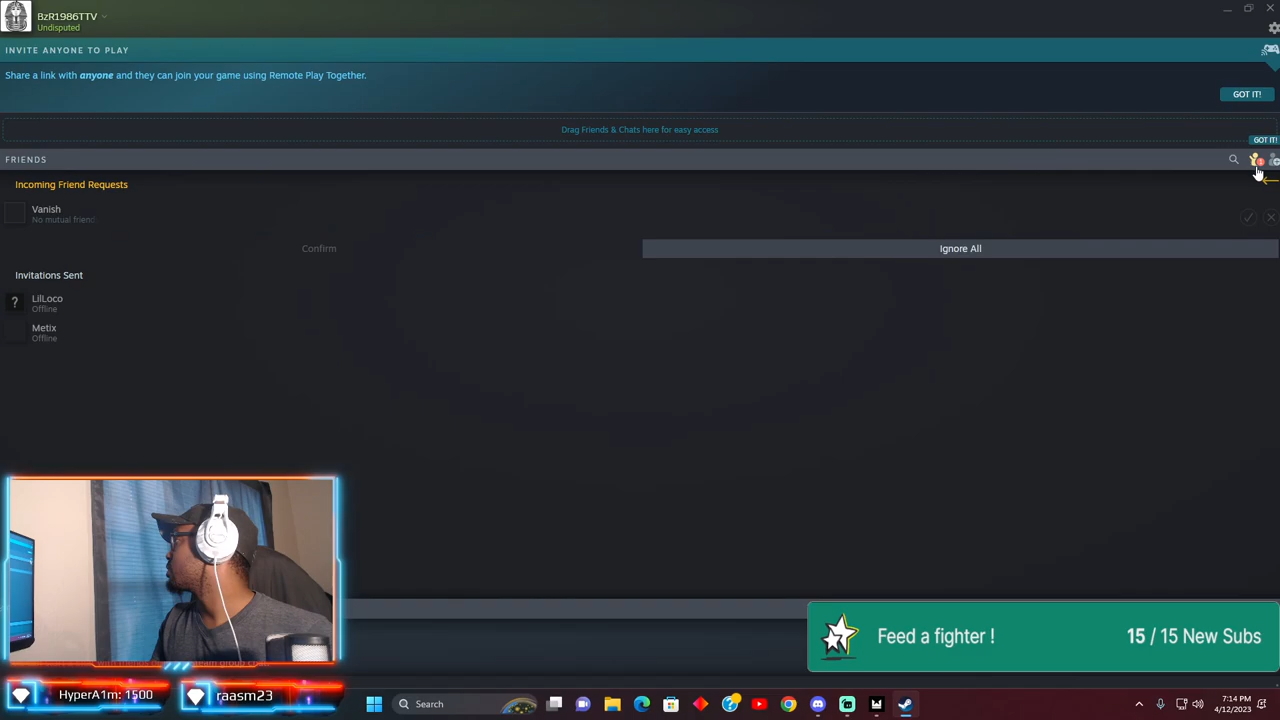 BzR1986TTV
Undisputed
INVITE ANYONE TO PLAY
Share a link with anyone and they can join your game using Remote Play Together.
GOT IT!
Drag Friends & Chats here for easy access
GOT IT!
FRIENDS
Incoming Friend Requests
Vanish
No mutual friend
Confirm
Ignore All
Invitations Sent
?
LilLoco
Offline
Metix
Offline
Feed a fighter !
15 / 15 New Subs
HyperA1m: 1500
raasm23
Search
7:14 PM
4/12/2023